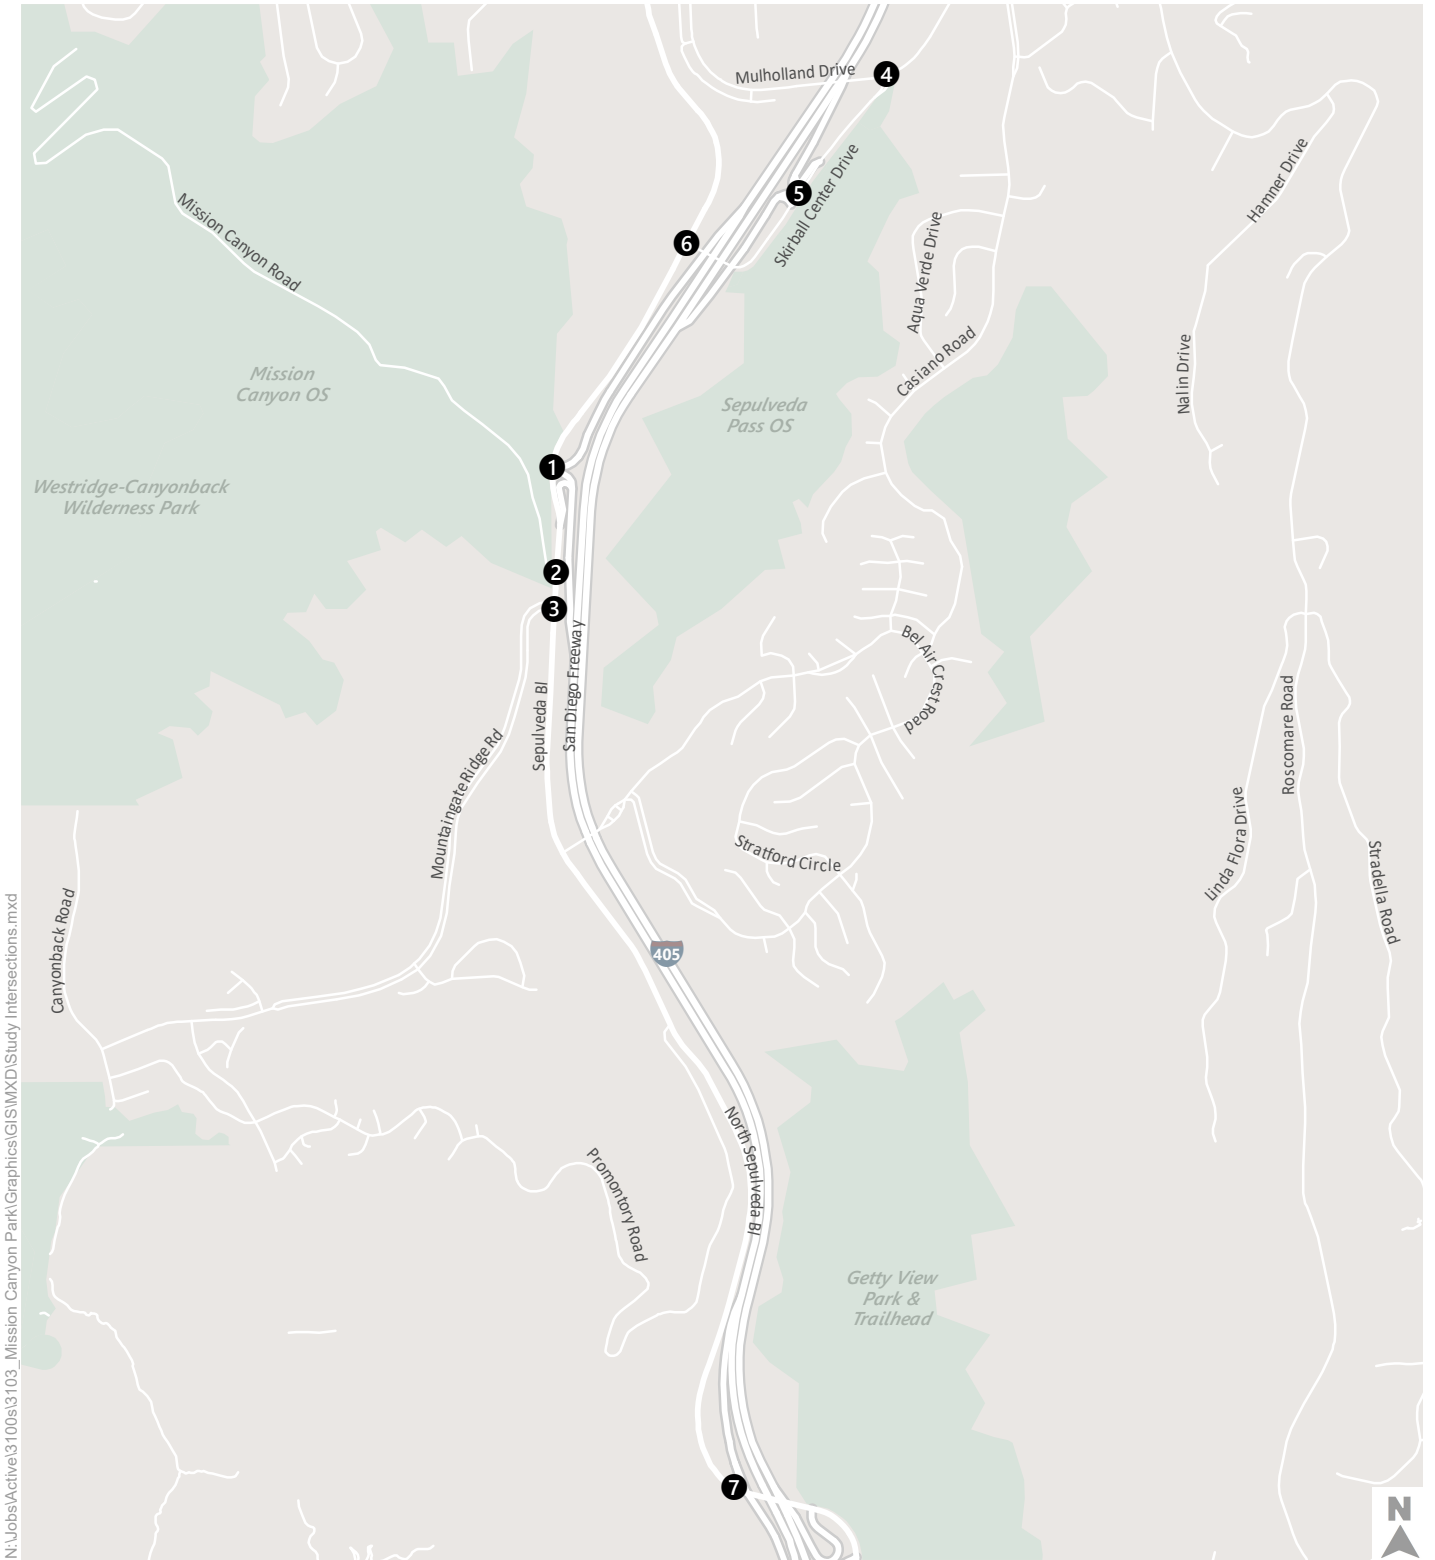 Mulholland Drive
4
Skirball Center Drive
5
6
Hamner Drive
Mission Canyon Road
Aqua Verde Drive
Casiano Road
Nalin Drive
Mission
Canyon OS
Sepulveda
Pass OS
1
Westridge-Canyonback
Wilderness Park
2
3
San Diego Freeway
Sepulveda Bl
Bel Air Crest Road
Mountaingate Ridge Rd
Roscomare Road
Linda Flora Drive
Stratford Circle
Stradella Road
Canyonback Road
405
North Sepulveda Bl
Promontory Road
Getty View
Park &
Trailhead
7
N
N:\Jobs\Active\3100s\3103_Mission Canyon Park\Graphics\GIS\MXD\Study Intersections.mxd